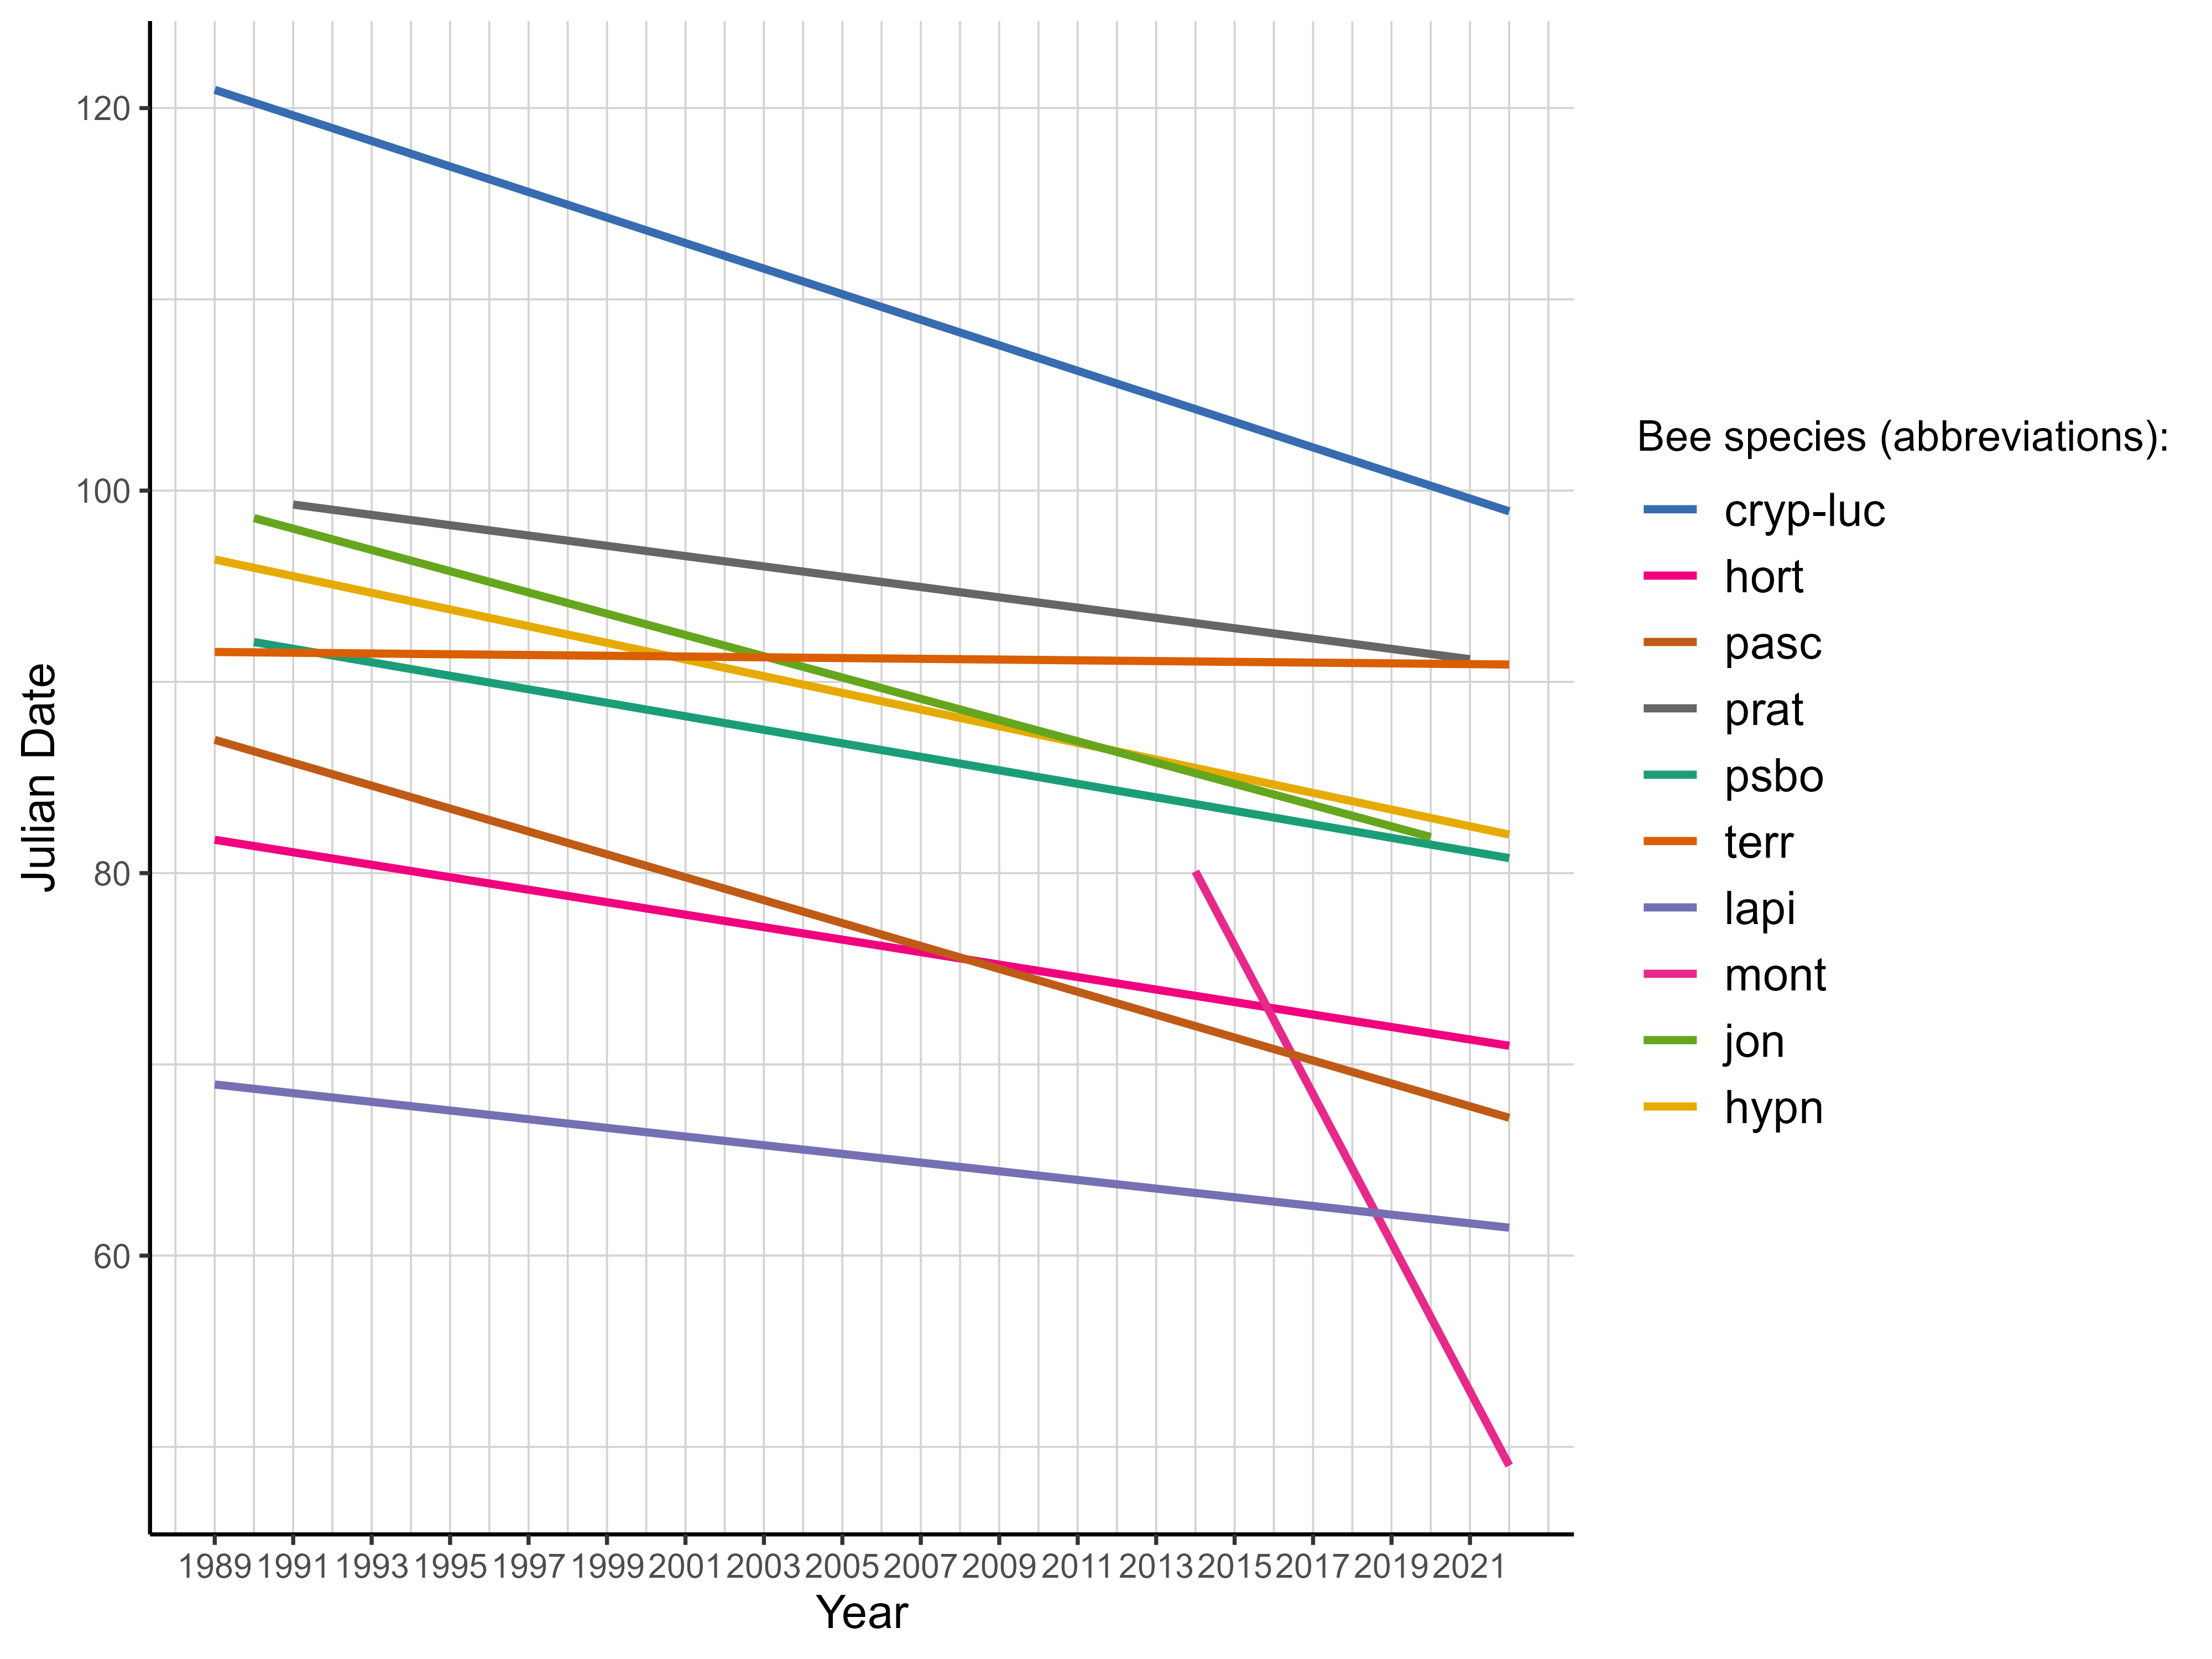 120
100
80
60
Julian Date
1989 1991 1993 1995 1997 1999 2001 2003 2005 2007 2009 2011 2013 2015 2017 2019 2021
Year
Bee species (abbreviations):
cryp-luc
hort
pasc
prat
psbo
terr
lapi
mont
jon
hypn